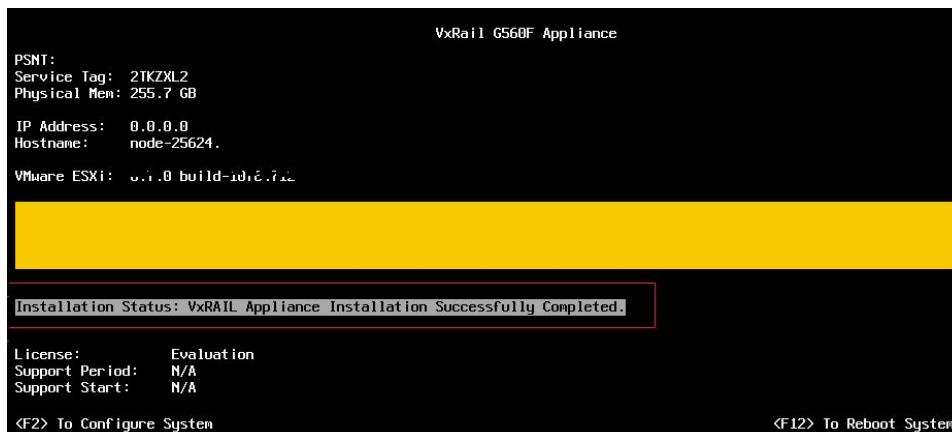 VxRail G560F Appliance
PSNT:
Service Tag: 2TKZXL2
Physical Mem: 255.7 GB
IP Address: 0.0.0.0
Hostname: node-25624.
VMware ESXi: build-
Installation Status: VxRAIL Appliance Installation Successfully Completed.
License: Evaluation
Support Period: N/A
Support Start: N/A
<F2> To Configure System
<F12> To Reboot System